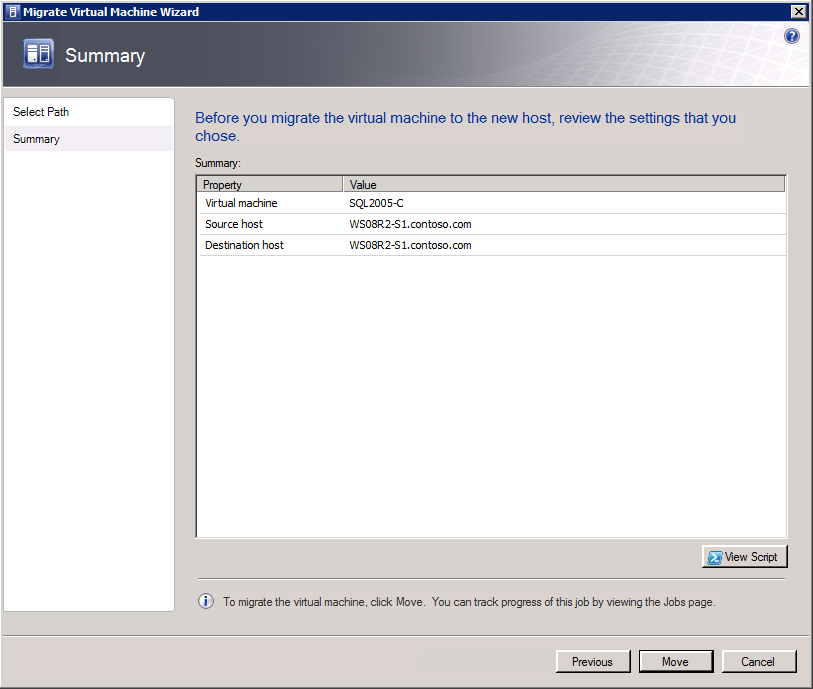 Migrate Virtual Machine Wizard
Summary
Select Path
Summary
Before you migrate the virtual machine to the new host, review the settings that you
chose.
Summary:
Property Value
Virtual machine SQL2005-C
Source host WS08R2-S1.contoso.com
Destination host WS08R2-S1.contoso.com
View Script
To migrate the virtual machine, click Move. You can track progress of this job by viewing the Jobs page.
Previous Move Cancel